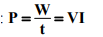 : P = W/t = VI